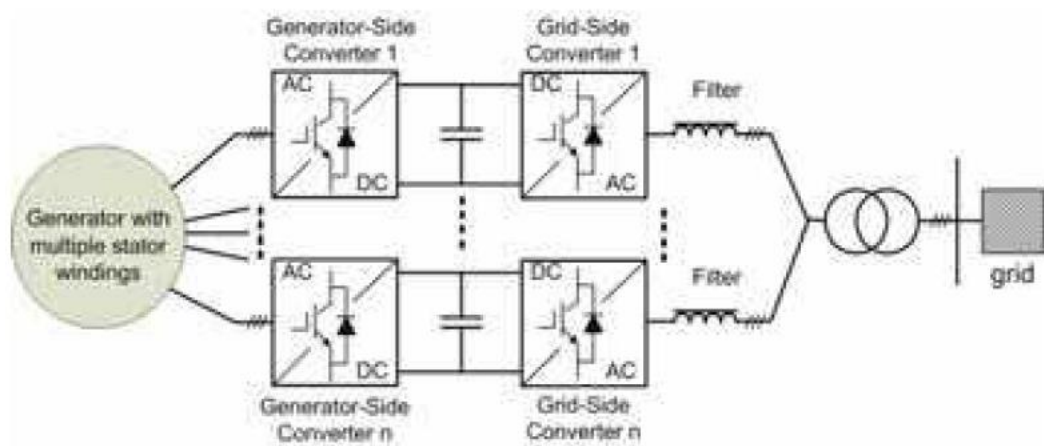 Generator-Side
Converter 1
Grid-Side
Converter 1
AC
DC
DC
AC
Filter
Generator with
multiple stator
windings
grid
AC
DC
DC
AC
Filter
Generator-Side
Converter n
Grid-Side
Converter n